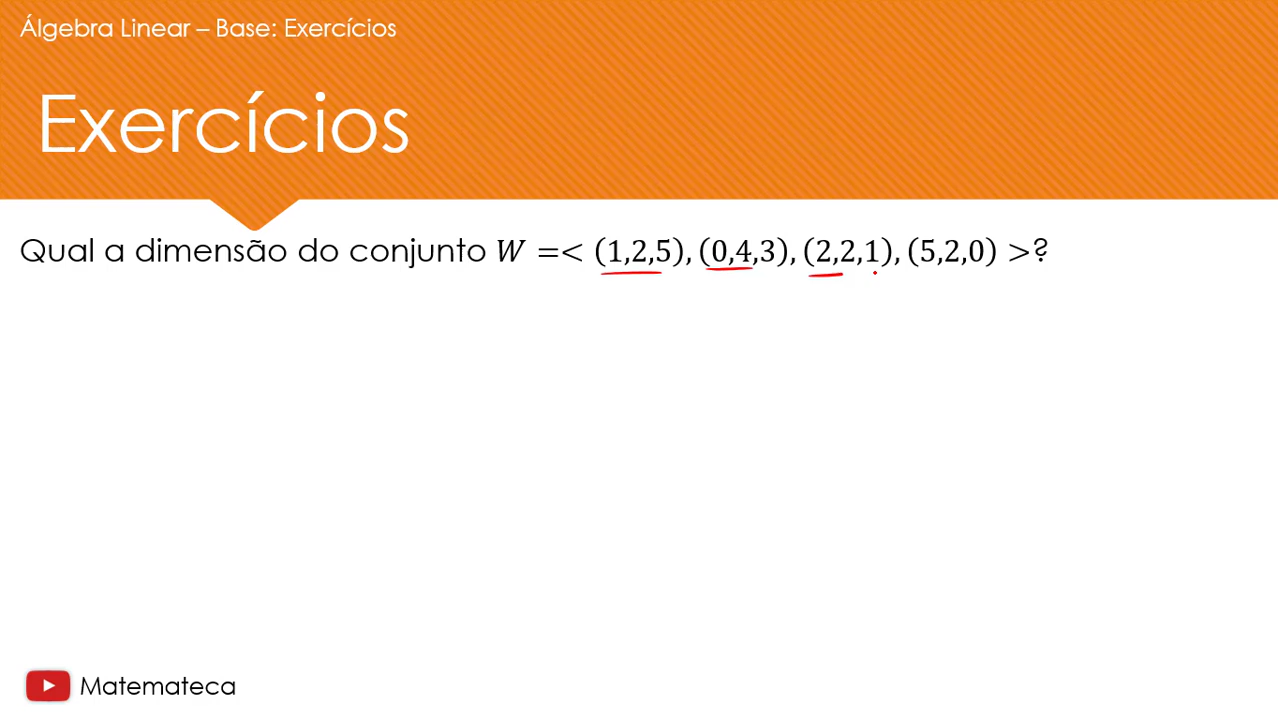 Álgebra Linear – Base: Exercícios
Exercícios
Qual a dimensão do conjunto W =< (1,2,5), (0,4,3), (2,2,1), (5,2,0) >?
Matemateca